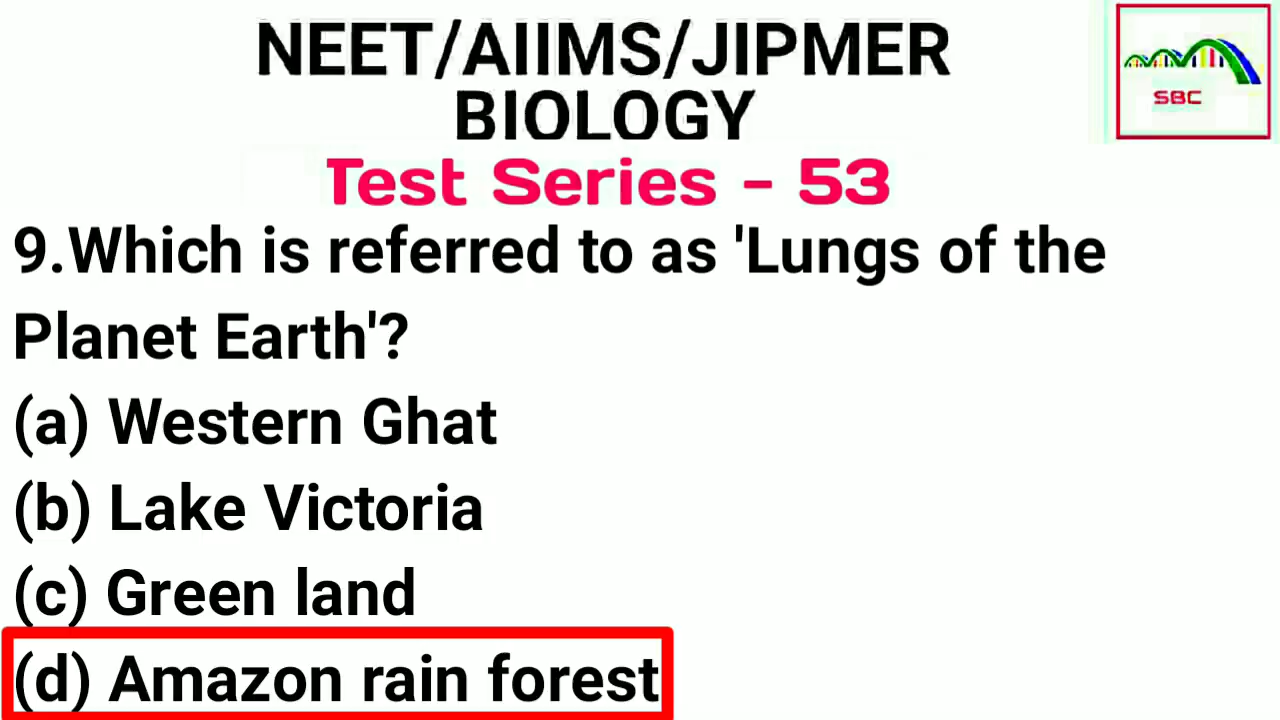 NEET/AIIMS/JIPMER
BIOLOGY
SBC
Test Series - 53
9.Which is referred to as 'Lungs of the
Planet Earth'?
(a) Western Ghat
(b) Lake Victoria
(c) Green land
(d) Amazon rain forest